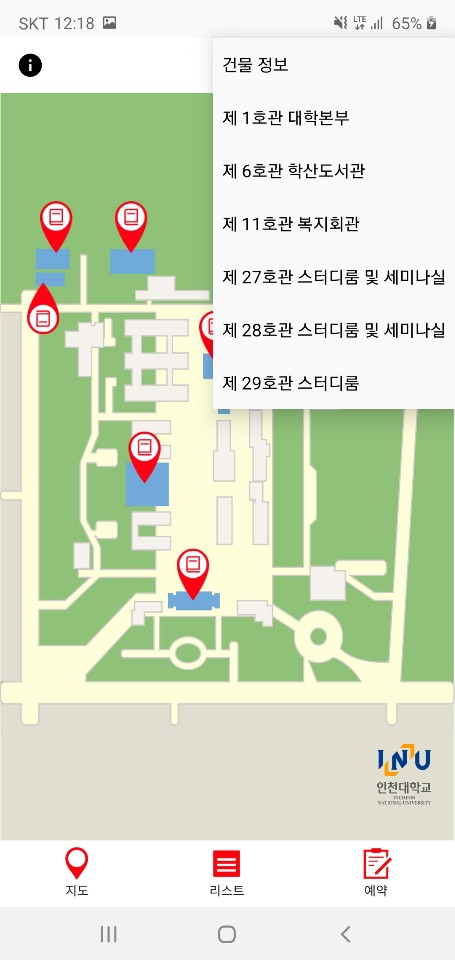 SKT 12:18
LTE
65%
건물 정보
제 1호관 대학본부
제 6호관 학산도서관
제 11호관 복지회관
제 27호관 스터디룸 및 세미나실
제 28호관 스터디룸 및 세미나실
제 29호관 스터디룸
INU
인천대학교
INCHEON
NATIONAL UNIVERSITY
지도
리스트
예약